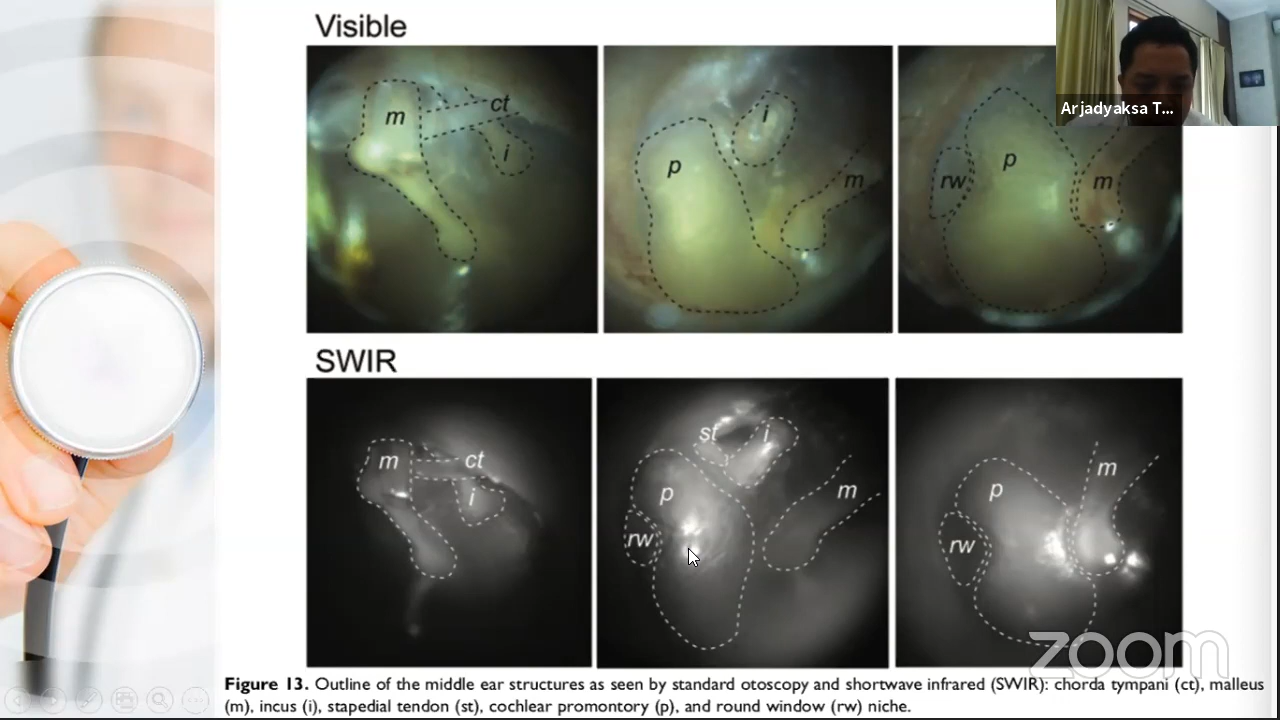 Visible
Arjadyaksa T...
m
ct
i
p
i
m
rw
p
m
SWIR
m
ct
i
st
i
p
m
rw
p
m
rw
zoom
Figure 13. Outline of the middle ear structures as seen by standard otoscopy and shortwave infrared (SWIR): chorda tympani (ct), malleus
(m), incus (i), stapedial tendon (st), cochlear promontory (p), and round window (rw) niche.